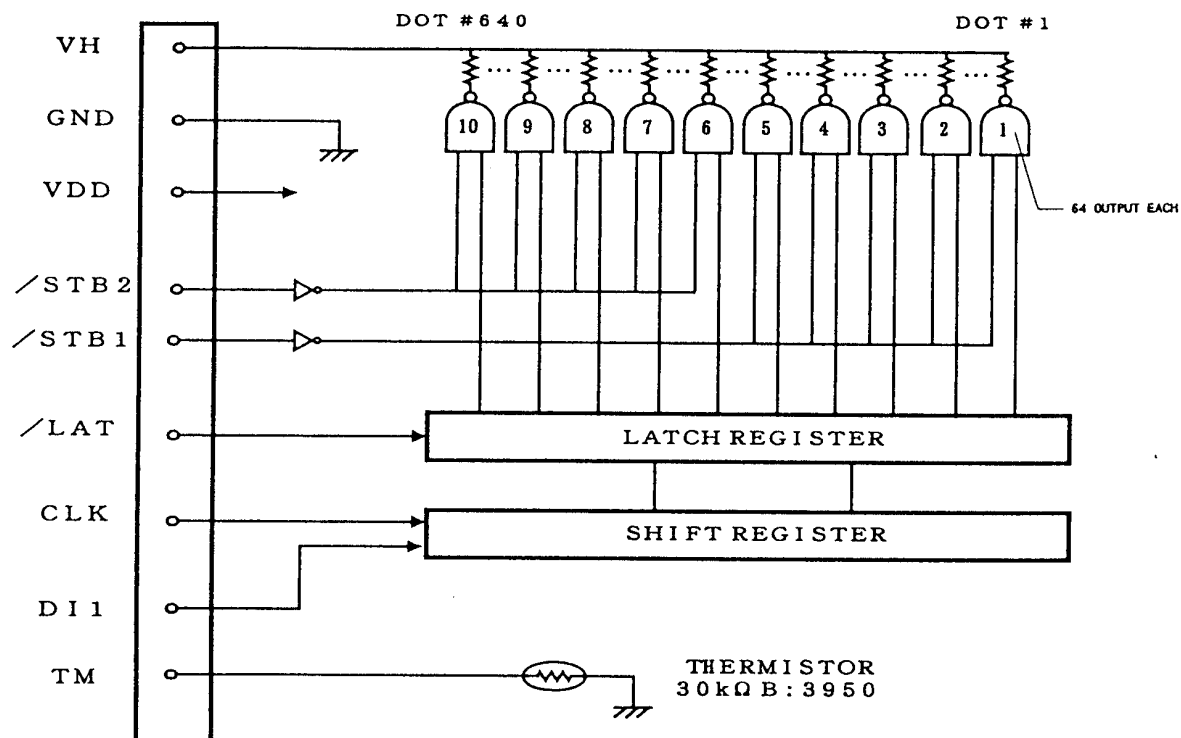 DOT #640
DOT #1
VH
GND
VDD
/STB2
/STB1
/LAT
CLK
DI1
TM
10 9 8 7 6 5 4 3 2 1
64 OUTPUT EACH
LATCH REGISTER
SHIFT REGISTER
THERMISTOR
30kΩ B:3950